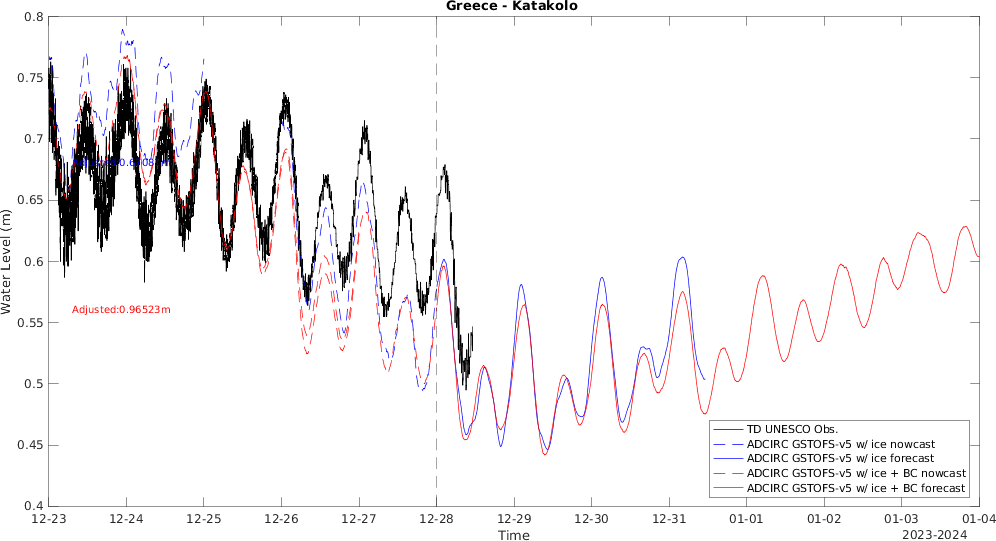 Greece - Katakolo
0.8
0.75
0.7
0.65
0.6
0.55
0.5
0.45
0.4
Water Level (m)
Adjusted:0.96523m
TD UNESCO Obs.
ADCIRC GSTOFS-v5 w/ ice nowcast
ADCIRC GSTOFS-v5 w/ ice forecast
ADCIRC GSTOFS-v5 w/ ice + BC nowcast
ADCIRC GSTOFS-v5 w/ ice + BC forecast
12-23 12-24 12-25 12-26 12-27 12-28 12-29 12-30 12-31 01-01 01-02 01-03 01-04
Time
2023-2024